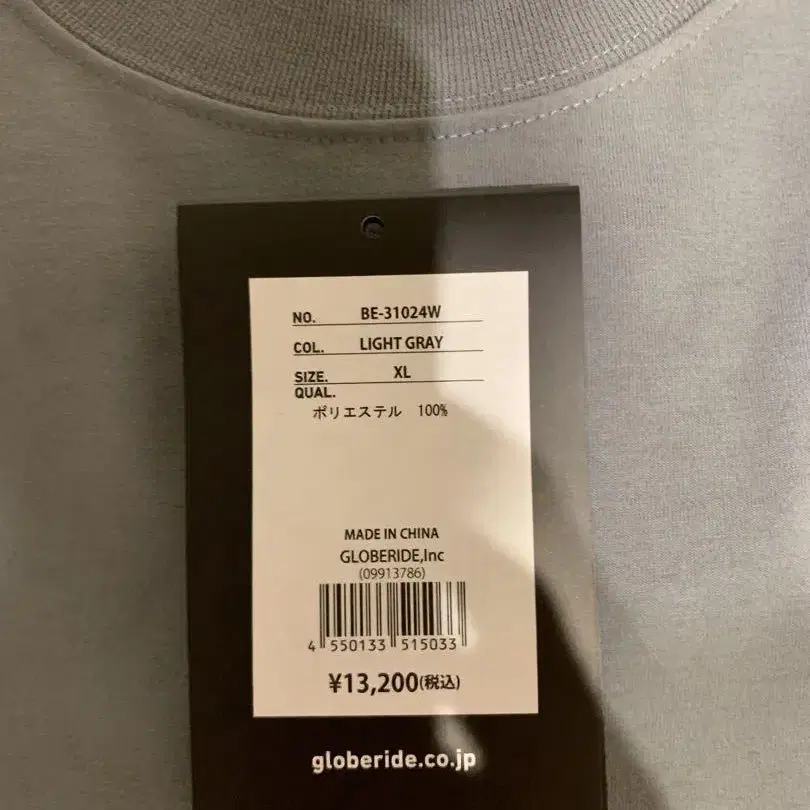 NO. BE-31024W
COL. LIGHT GRAY
SIZE. XL
QUAL.
ポリエステル 100%
MADE IN CHINA
GLOBERIDE,Inc
(09913786)
4 550133 515033
¥13,200(税込)
globeride.co.jp